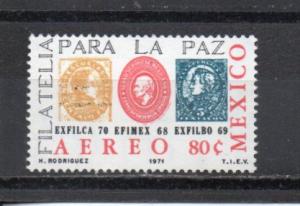 FILATELIA
PARA LA PAZ
MEXICO
EXFILCA 70 EFIMEX 68 EXFILBO 69
AEREO 80¢
H. RODRIGUEZ 1971 T.I.E.V.